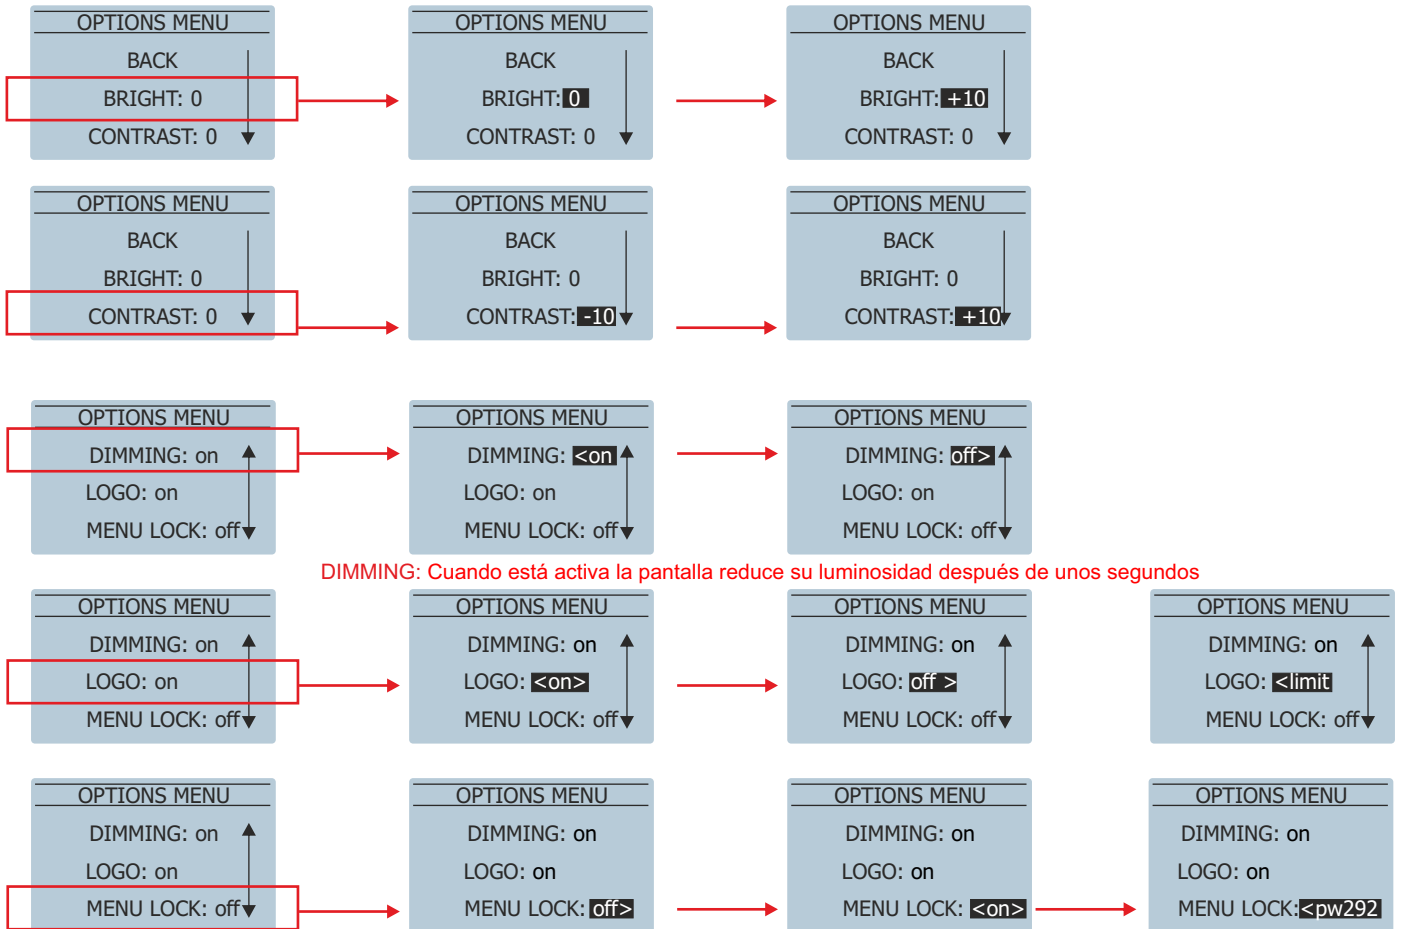 OPTIONS MENU
BACK
BRIGHT: 0
CONTRAST: 0
OPTIONS MENU
BACK
BRIGHT: 0
CONTRAST: 0
OPTIONS MENU
BACK
BRIGHT: +10
CONTRAST: 0
OPTIONS MENU
BACK
BRIGHT: 0
CONTRAST: 0
OPTIONS MENU
BACK
BRIGHT: 0
CONTRAST: -10
OPTIONS MENU
BACK
BRIGHT: 0
CONTRAST: +10
OPTIONS MENU
DIMMING: on
LOGO: on
MENU LOCK: off
OPTIONS MENU
DIMMING: <on
LOGO: on
MENU LOCK: off
OPTIONS MENU
DIMMING: off>
LOGO: on
MENU LOCK: off
DIMMING: Cuando está activa la pantalla reduce su luminosidad después de unos segundos
OPTIONS MENU
DIMMING: on
LOGO: on
MENU LOCK: off
OPTIONS MENU
DIMMING: on
LOGO: <on>
MENU LOCK: off
OPTIONS MENU
DIMMING: on
LOGO: off >
MENU LOCK: off
OPTIONS MENU
DIMMING: on
LOGO: <limit
MENU LOCK: off
OPTIONS MENU
DIMMING: on
LOGO: on
MENU LOCK: off
OPTIONS MENU
DIMMING: on
LOGO: on
MENU LOCK: off>
OPTIONS MENU
DIMMING: on
LOGO: on
MENU LOCK: <on>
OPTIONS MENU
DIMMING: on
LOGO: on
MENU LOCK:<pw292